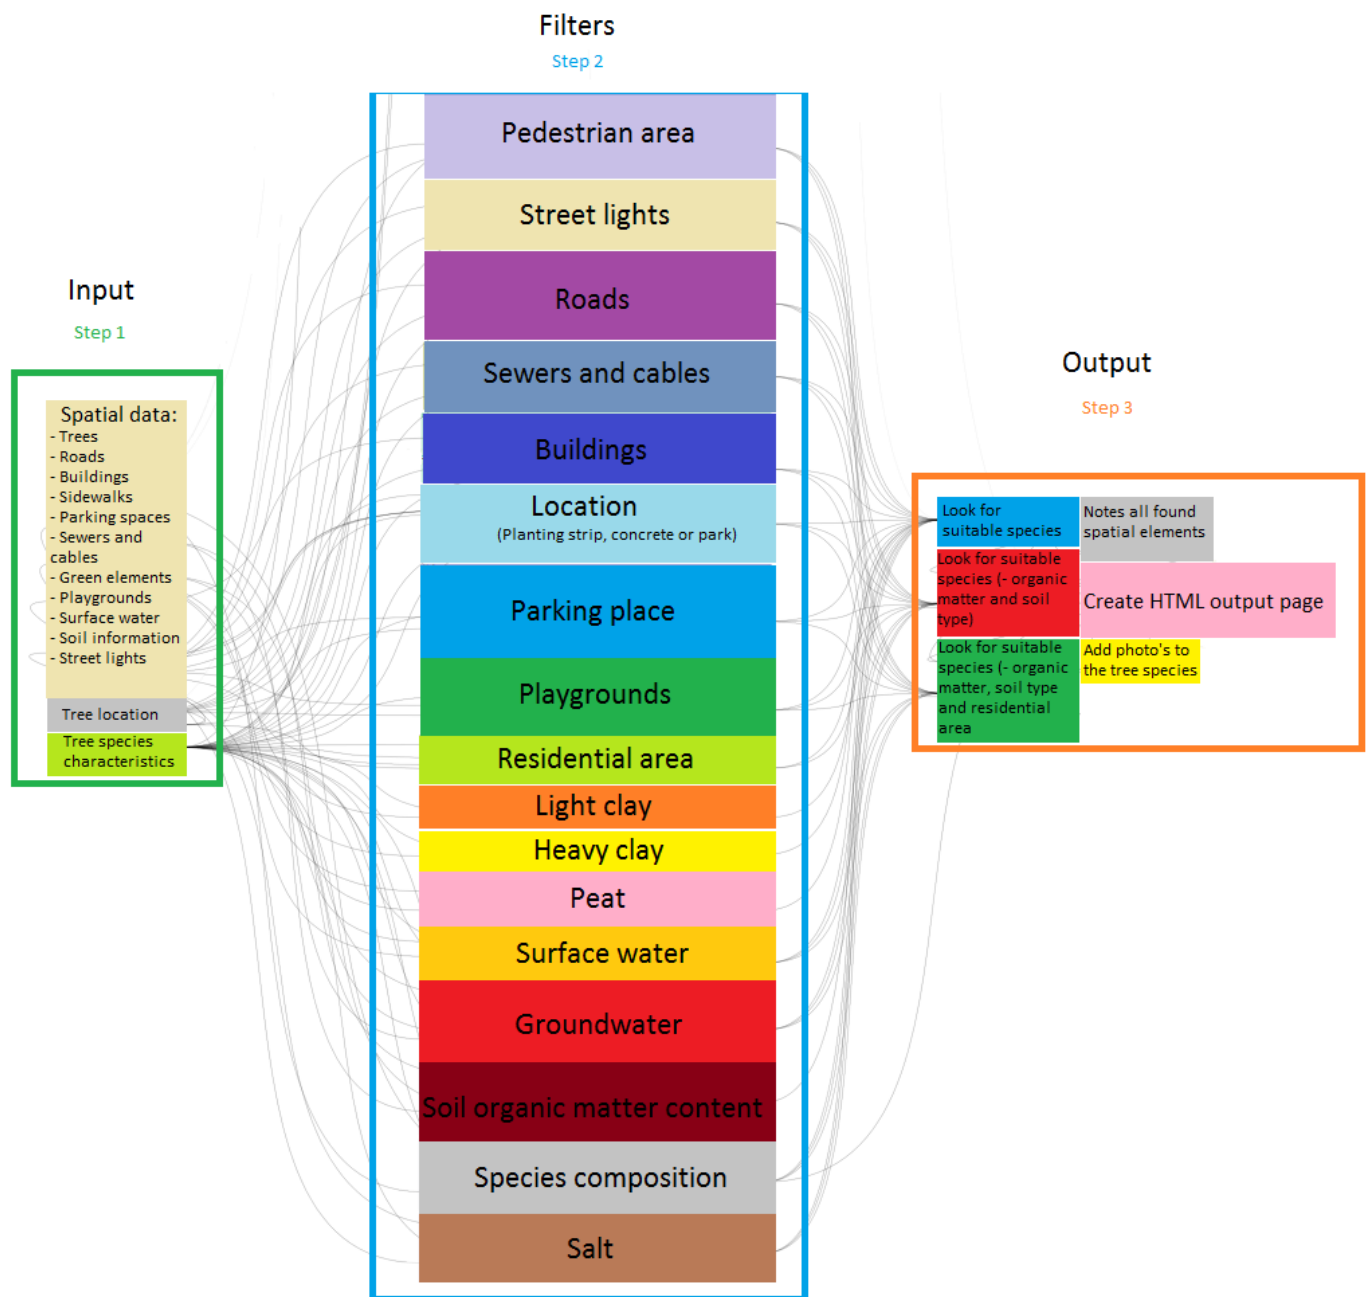 Filters
Step 2
Input
Step 1
Spatial data:
- Trees
- Roads
- Buildings
- Sidewalks
- Parking spaces
- Sewers and
cables
- Green elements
- Playgrounds
- Surface water
- Soil information
- Street lights
Tree location
Tree species
characteristics
Pedestrian area
Street lights
Roads
Sewers and cables
Buildings
Location
(Planting strip, concrete or park)
Parking place
Playgrounds
Residential area
Light clay
Heavy clay
Peat
Surface water
Groundwater
Soil organic matter content
Species composition
Salt
Output
Step 3
Look for
suitable species
Notes all found
spatial elements
Look for suitable
species (- organic
matter and soil
type)
Create HTML output page
Look for suitable
species (- organic
matter, soil type
and residential
area
Add photo's to
the tree species